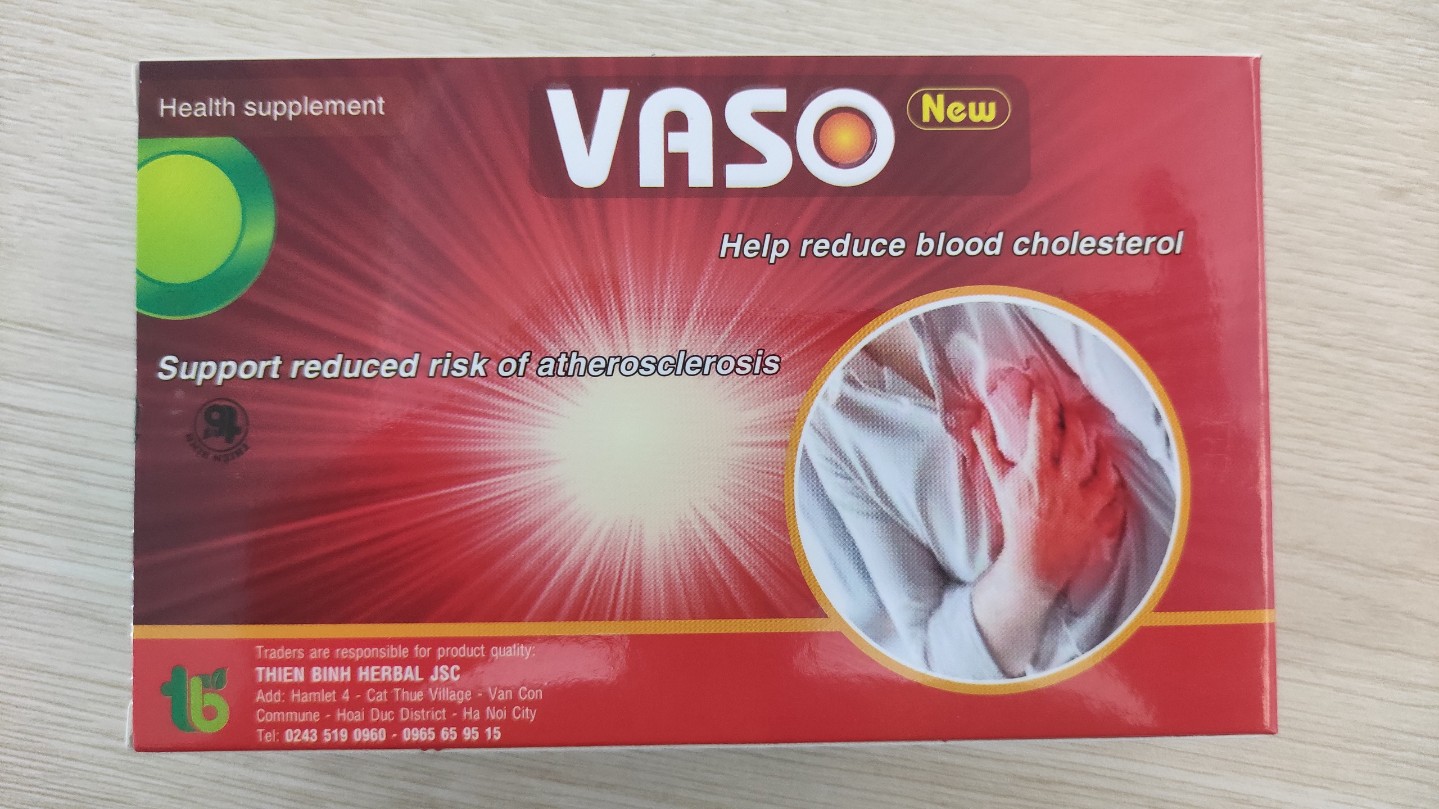 Health supplement
VASO New
Help reduce blood cholesterol
Support reduced risk of atherosclerosis
tb
Traders are responsible for product quality:
THIEN BINH HERBAL JSC
Add: Hamlet 4 - Cat Thue Village - Van Con
Commune - Hoai Duc District - Ha Noi City
Tel: 0243 519 0960 - 0965 65 95 15